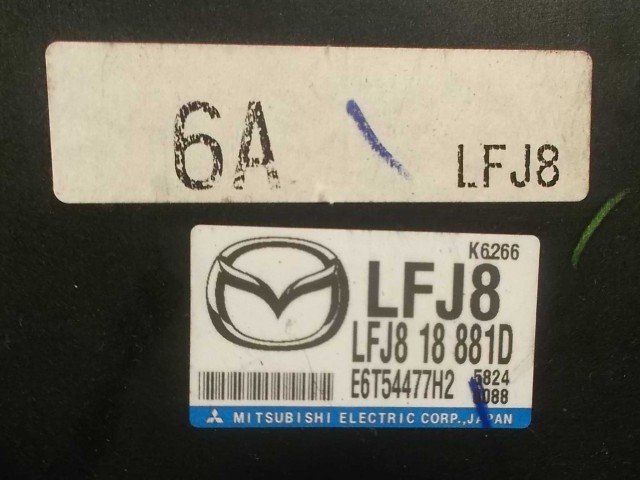 6A
LFJ8
K6266
LFJ8
LFJ8 18 881D
E6T54477H2
5824
MITSUBISHI ELECTRIC CORP.,JAPAN